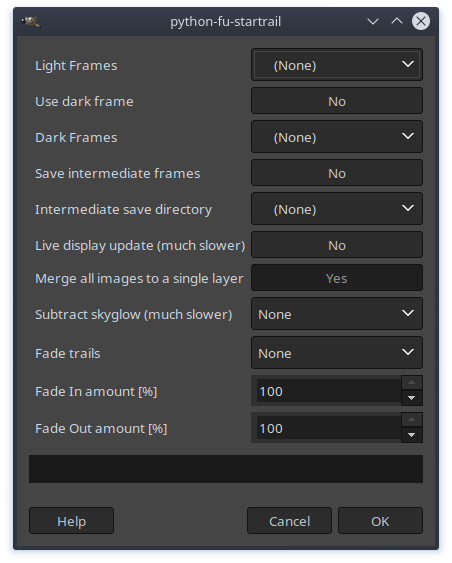 python-fu-startrail
Light Frames (None)
Use dark frame No
Dark Frames (None)
Save intermediate frames No
Intermediate save directory (None)
Live display update (much slower) No
Merge all images to a single layer Yes
Subtract skyglow (much slower) None
Fade trails None
Fade In amount [%] 100
Fade Out amount [%] 100
Help Cancel OK